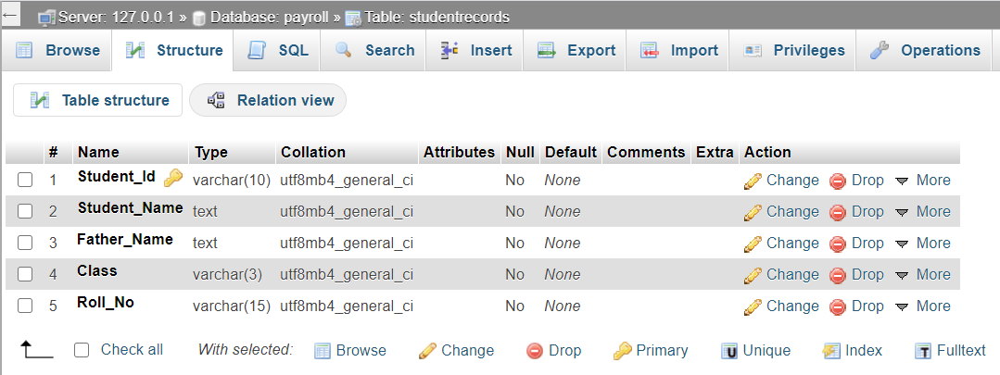 ← Server: 127.0.0.1 » Database: payroll » Table: studentrecords
Browse Structure SQL Search Insert Export Import Privileges Operations
Table structure Relation view
# Name Type Collation Attributes Null Default Comments Extra Action
1 Student_Id varchar(10) utf8mb4_general_ci No None Change Drop More
2 Student_Name text utf8mb4_general_ci No None Change Drop More
3 Father_Name text utf8mb4_general_ci No None Change Drop More
4 Class varchar(3) utf8mb4_general_ci No None Change Drop More
5 Roll_No varchar(15) utf8mb4_general_ci No None Change Drop More
Check all With selected: Browse Change Drop Primary Unique Index Fulltext